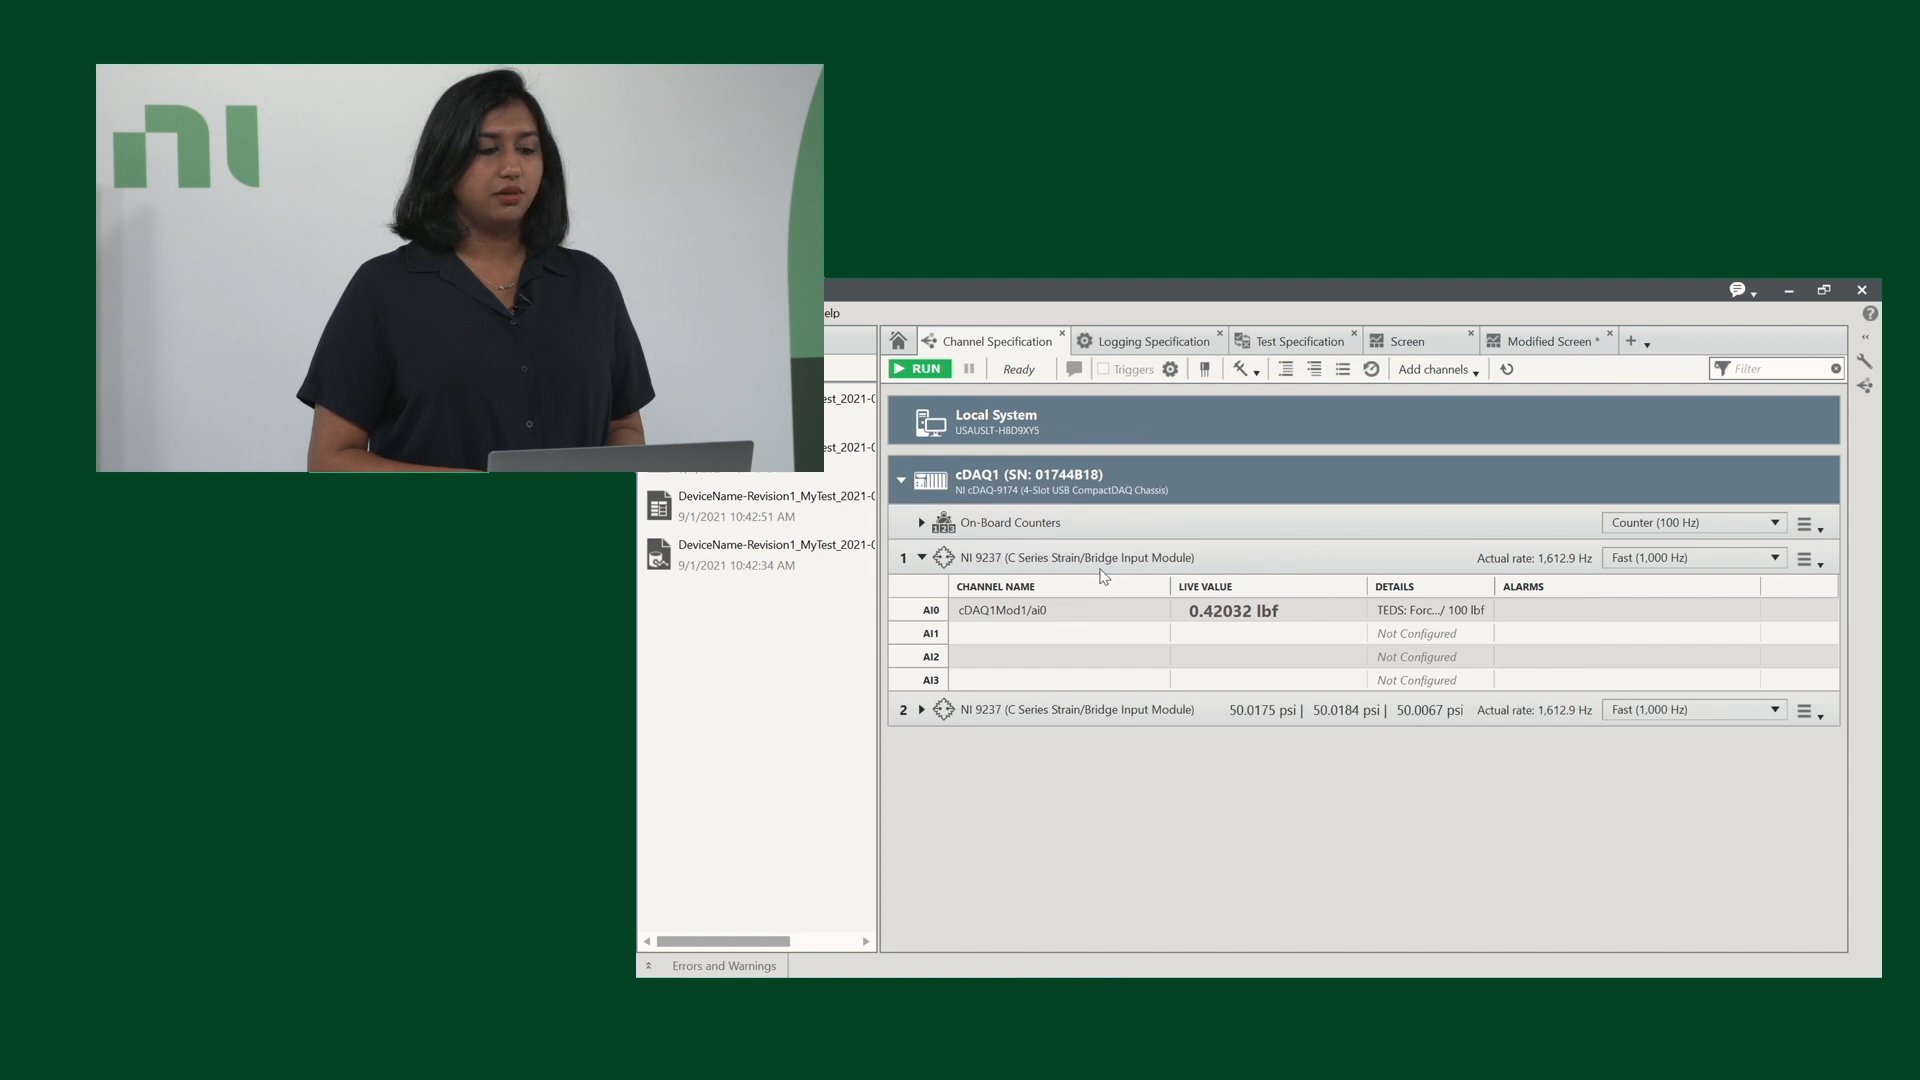 ni
elp
Channel Specification
Logging Specification
Test Specification
Screen
Modified Screen *
RUN
Ready
Triggers
Add channels
Filter
est_2021-0
est_2021-0
DeviceName-Revision1_MyTest_2021-0
9/1/2021 10:42:51 AM
DeviceName-Revision1_MyTest_2021-0
9/1/2021 10:42:34 AM
Local System
USAUSLT-H8D9XY5
cDAQ1 (SN: 01744B18)
NI cDAQ-9174 (4-Slot USB CompactDAQ Chassis)
On-Board Counters Counter (100 Hz)
1 NI 9237 (C Series Strain/Bridge Input Module) Actual rate: 1,612.9 Hz Fast (1,000 Hz)
CHANNEL NAME LIVE VALUE DETAILS ALARMS
AI0 cDAQ1Mod1/ai0 0.42032 lbf TEDS: Forc.../ 100 lbf
AI1 Not Configured
AI2 Not Configured
AI3 Not Configured
2 NI 9237 (C Series Strain/Bridge Input Module) 50.0175 psi | 50.0184 psi | 50.0067 psi Actual rate: 1,612.9 Hz Fast (1,000 Hz)
Errors and Warnings